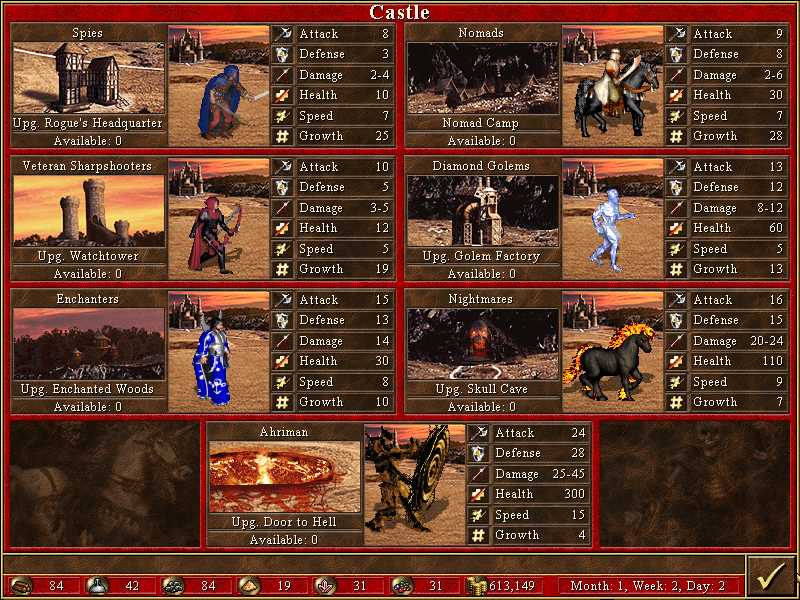 Castle
Spies
Upg. Rogue's Headquarter
Available: 0
Attack 8
Defense 3
Damage 2-4
Health 10
Speed 7
Growth 25
Nomads
Nomad Camp
Available: 0
Attack 9
Defense 8
Damage 2-6
Health 30
Speed 7
Growth 28
Veteran Sharpshooters
Upg. Watchtower
Available: 0
Attack 10
Defense 5
Damage 3-5
Health 12
Speed 5
Growth 19
Diamond Golems
Upg. Golem Factory
Available: 0
Attack 13
Defense 12
Damage 8-12
Health 60
Speed 5
Growth 13
Enchanters
Upg. Enchanted Woods
Available: 0
Attack 15
Defense 13
Damage 14
Health 30
Speed 8
Growth 10
Nightmares
Upg. Skull Cave
Available: 0
Attack 16
Defense 15
Damage 20-24
Health 110
Speed 9
Growth 7
Ahriman
Upg. Door to Hell
Available: 0
Attack 24
Defense 28
Damage 25-45
Health 300
Speed 15
Growth 4
84 42 84 19 31 31 613,149 Month: 1, Week: 2, Day: 2